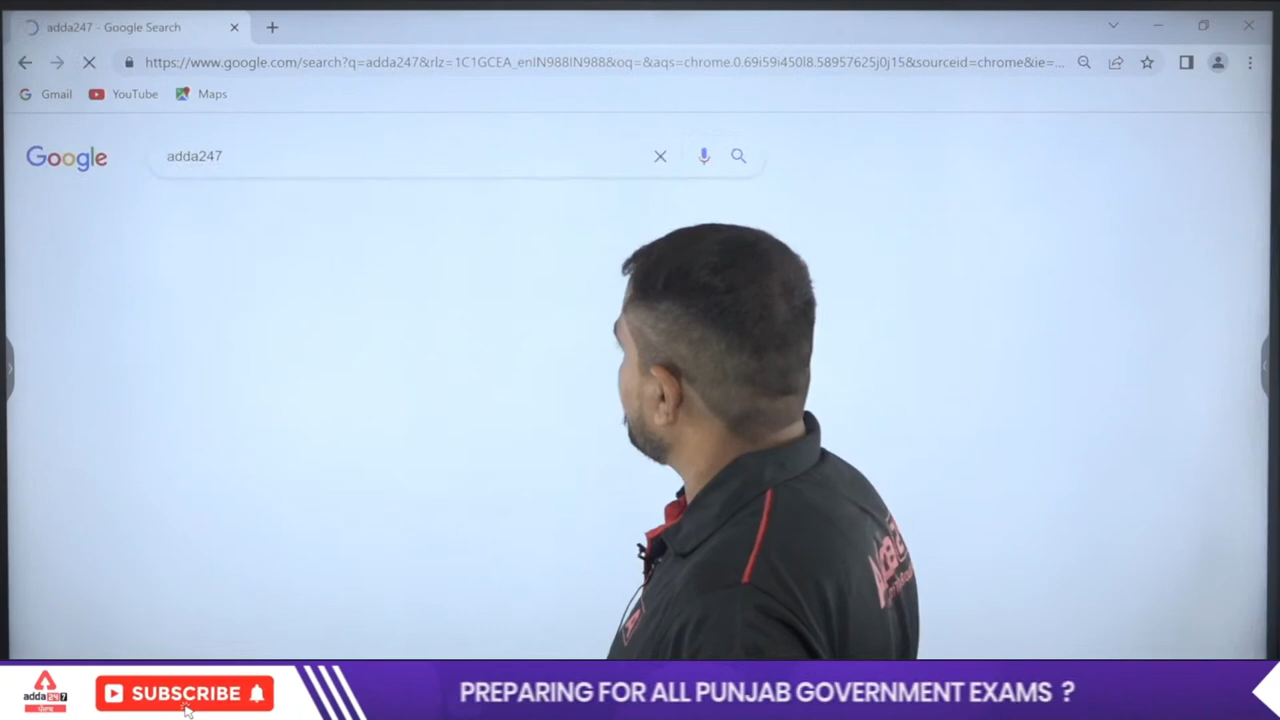 adda247 - Google Search
https://www.google.com/search?q=adda247&rlz=1C1GCEA_enIN988IN988&oq=&aqs=chrome.0.69i59i450l8.58957625j0j15&sourceid=chrome&ie=...
Gmail YouTube Maps
Google adda247
A
adda247
ਪੰਜਾਬ
SUBSCRIBE
PREPARING FOR ALL PUNJAB GOVERNMENT EXAMS ?